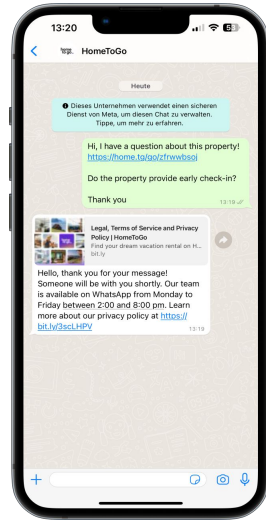 13:20
53
HomeToGo
Heute
Dieses Unternehmen verwendet einen sicheren
Dienst von Meta, um diesen Chat zu verwalten.
Tippe, um mehr zu erfahren.
Hi, I have a question about this property!
https://home.tg/go/zfrwwbsoj
Do the property provide early check-in?
Thank you
13:19
Legal, Terms of Service and Privacy
Policy | HomeToGo
Find your dream vacation rental on H...
bit.ly
Hello, thank you for your message!
Someone will be with you shortly. Our team
is available on WhatsApp from Monday to
Friday between 2:00 and 8:00 pm. Learn
more about our privacy policy at https://
bit.ly/3scLHPV
13:19